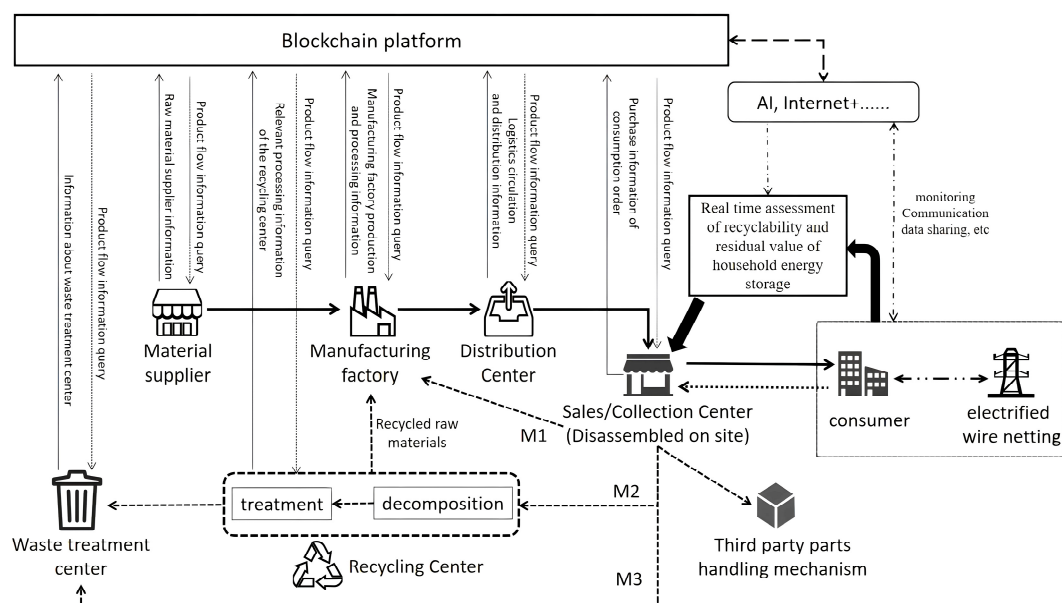 Blockchain platform
AI, Internet+......
Information about waste treatment center
Product flow information query
Raw material supplier information
Product flow information query
Relevant processing information
of the recycling center
Product flow information query
Manufacturing factory production
and processing information
Product flow information query
Logistics circulation
and distribution information
Product flow information query
Purchase information of
consumption order
Product flow information query
monitoring
Communication
data sharing, etc
Real time assessment
of recyclability and
residual value of
household energy
storage
Material
supplier
Manufacturing
factory
Distribution
Center
Sales/Collection Center
(Disassembled on site)
consumer
electrified
wire netting
Recycled raw
materials
M1
M2
M3
treatment
decomposition
Recycling Center
Waste treatment
center
Third party parts
handling mechanism